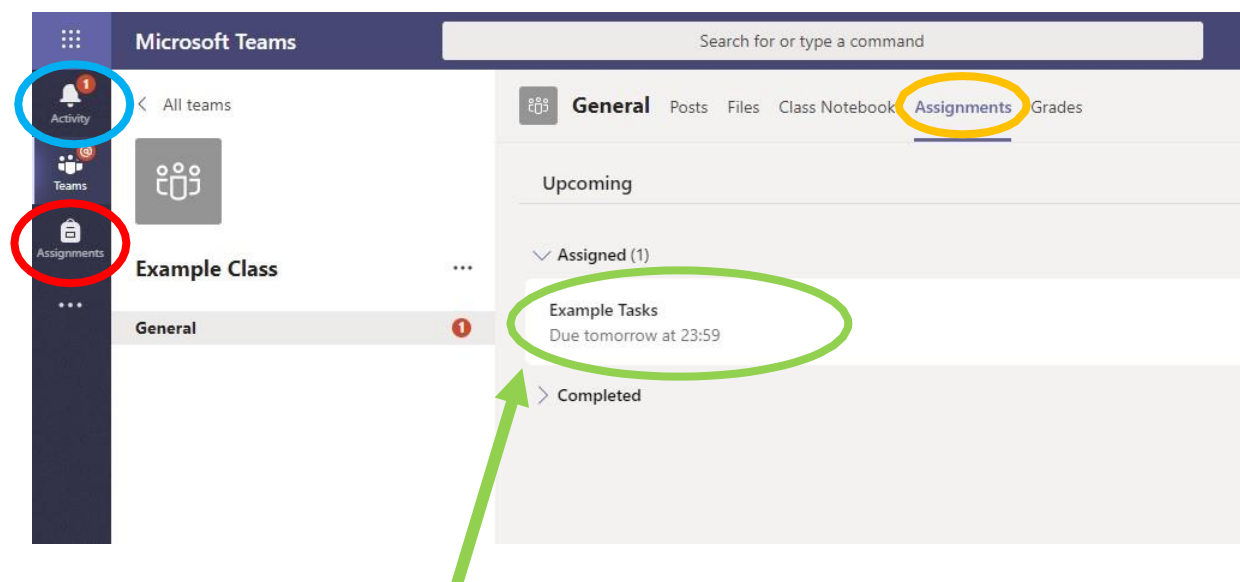 Microsoft Teams
Search for or type a command
1
Activity
@
Teams
Assignments
< All teams
Example Class
General 1
General Posts Files Class Notebook Assignments Grades
Upcoming
Assigned (1)
Example Tasks
Due tomorrow at 23:59
Completed